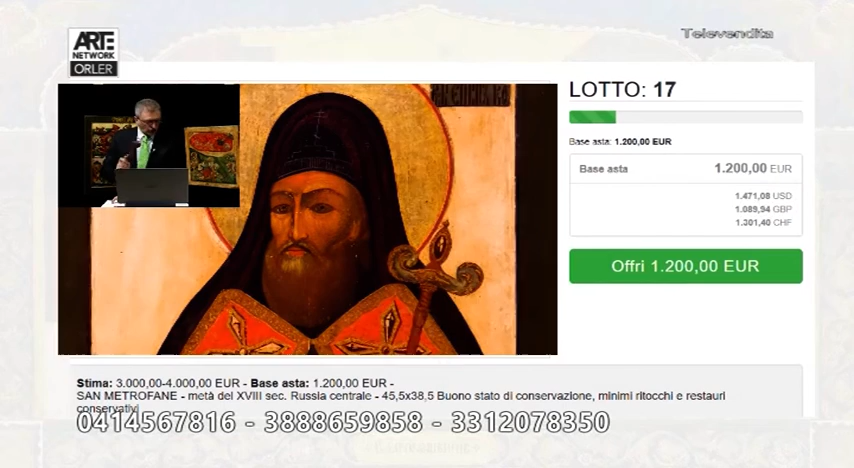 ARTE
NETWORK
ORLER
Televendita
LOTTO: 17
Base asta: 1.200,00 EUR
Base asta 1.200,00 EUR
1.471,08 USD
1.089,94 GBP
1.301,40 CHF
Offri 1.200,00 EUR
Stima: 3.000,00-4.000,00 EUR - Base asta: 1.200,00 EUR -
SAN METROFANE - metà del XVIII sec. Russia centrale - 45,5x38,5 Buono stato di conservazione, minimi ritocchi e restauri
conservativi
0414567816 - 3888659858 - 3312078350